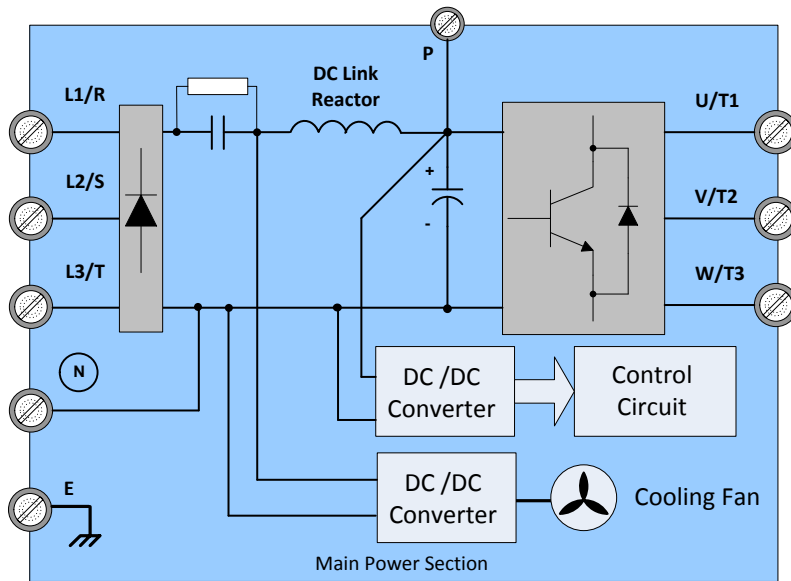 P
L1/R
DC Link
Reactor
U/T1
L2/S
+
-
V/T2
L3/T
W/T3
N
DC /DC
Converter
Control
Circuit
E
DC /DC
Converter
Cooling Fan
Main Power Section